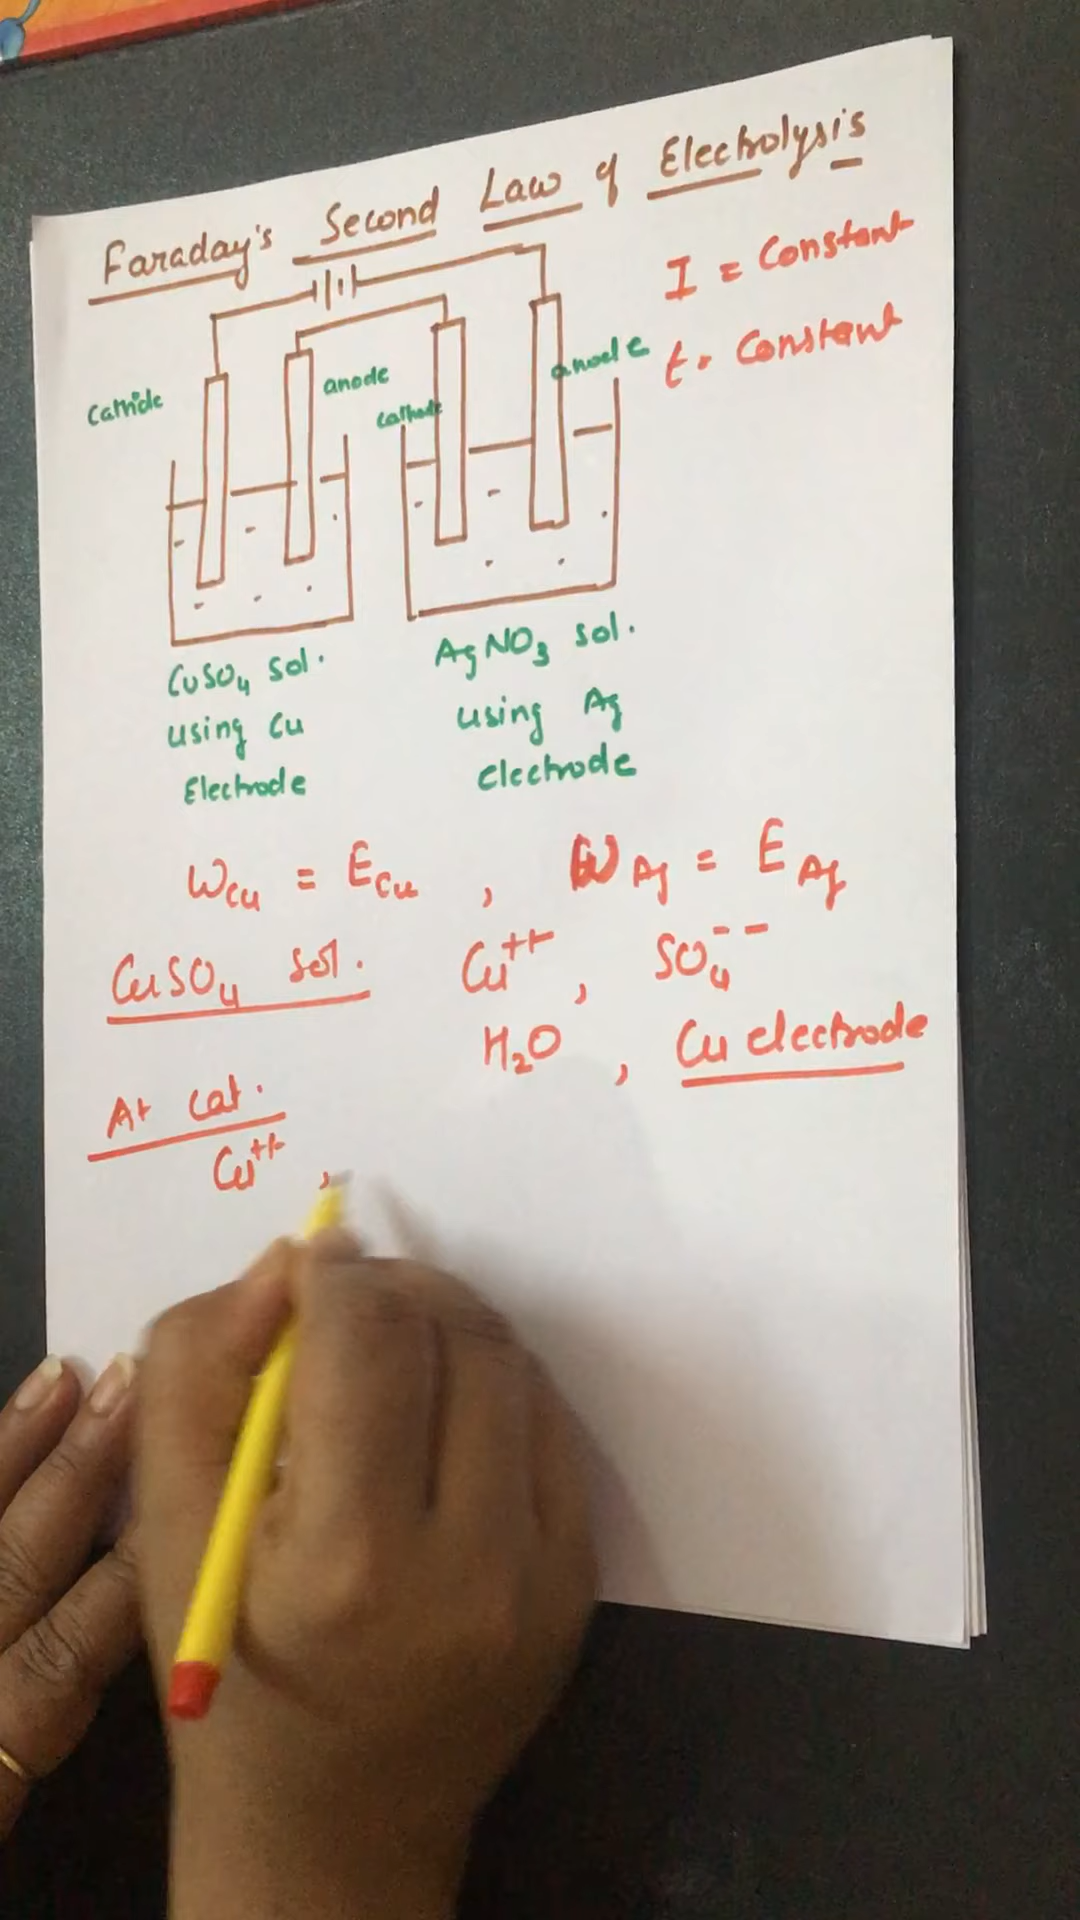 Faraday's Second Law of Electrolysis
I = Constant
t = Constant
Cathide
anode
cathode
anode
CuSO4 sol.
using Cu
Electrode
AgNO3 sol.
using Ag
electrode
WCu = ECu , WAg = EAg
CuSO4 sol. Cu++ , SO4--
H2O , Cu electrode
At cat.
Cu++ ,